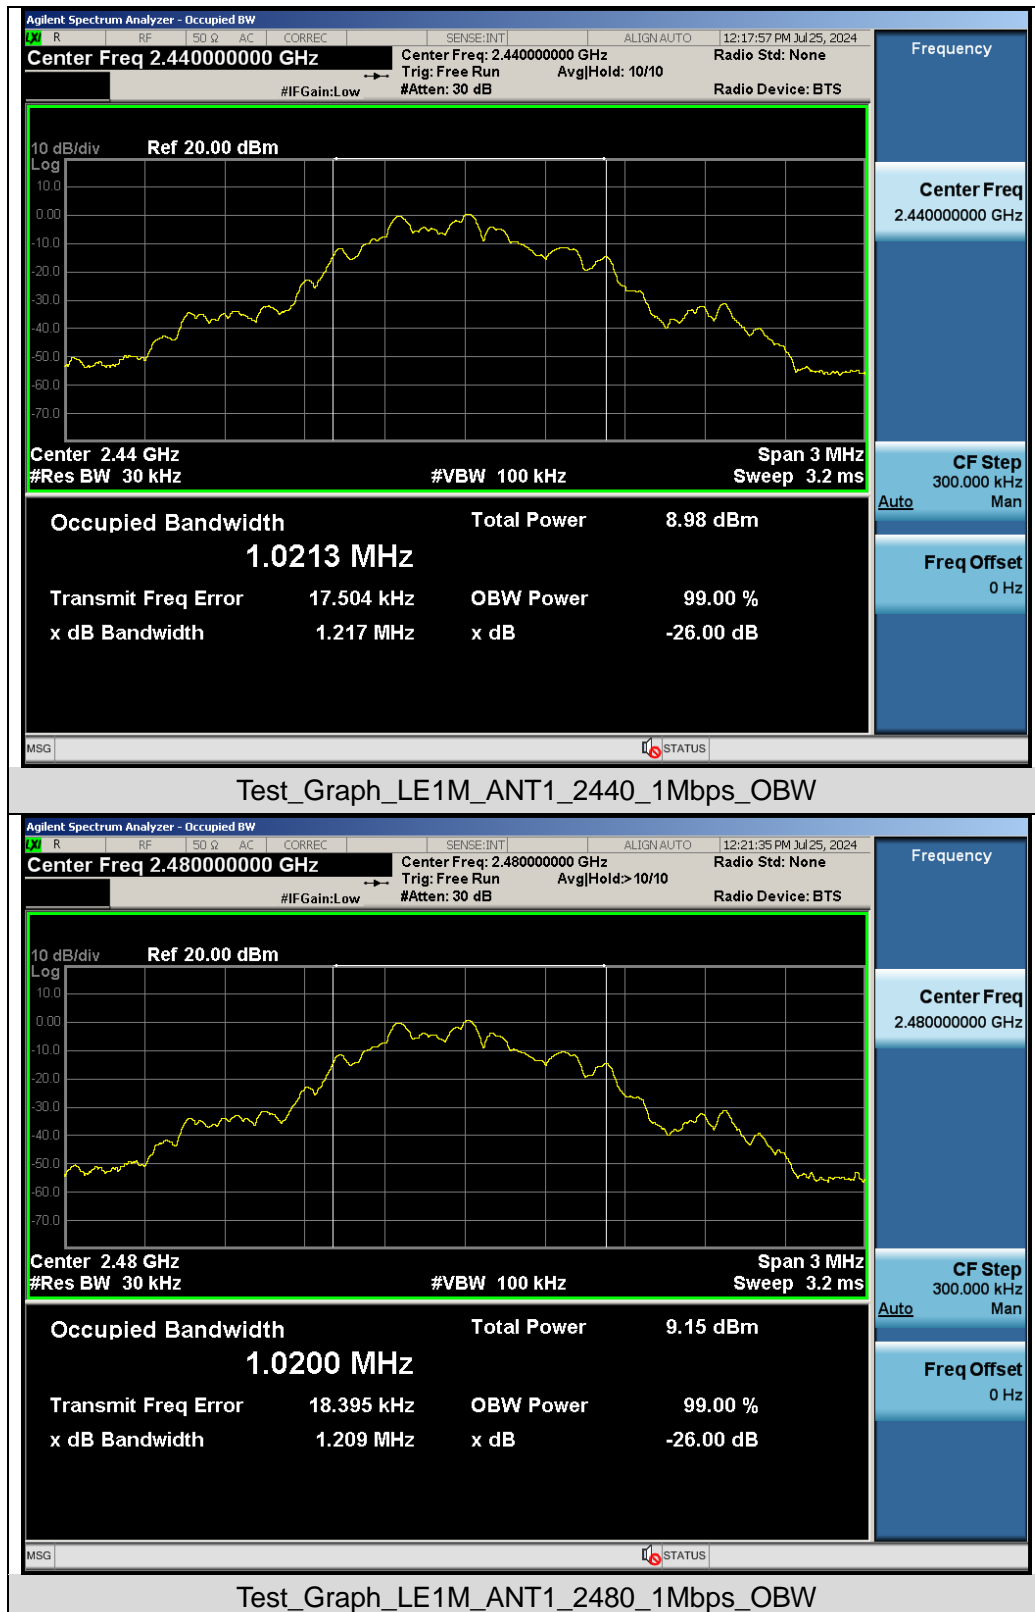 Agilent Spectrum Analyzer - Occupied BW
LXI R RF 50 Ω AC CORREC SENSE:INT ALIGN AUTO 12:17:57 PM Jul 25, 2024
Center Freq 2.440000000 GHz Center Freq: 2.440000000 GHz Radio Std: None Frequency
Trig: Free Run Avg|Hold: 10/10
#IFGain:Low #Atten: 30 dB Radio Device: BTS
10 dB/div Ref 20.00 dBm
Log
10.0
0.00
-10.0
-20.0
-30.0
-40.0
-50.0
-60.0
-70.0
Center 2.44 GHz Span 3 MHz
#Res BW 30 kHz #VBW 100 kHz Sweep 3.2 ms
Center Freq
2.440000000 GHz
CF Step
300.000 kHz
Auto Man
Freq Offset
0 Hz
Occupied Bandwidth Total Power 8.98 dBm
1.0213 MHz
Transmit Freq Error 17.504 kHz OBW Power 99.00 %
x dB Bandwidth 1.217 MHz x dB -26.00 dB
MSG STATUS
Test_Graph_LE1M_ANT1_2440_1Mbps_OBW
Agilent Spectrum Analyzer - Occupied BW
LXI R RF 50 Ω AC CORREC SENSE:INT ALIGN AUTO 12:21:35 PM Jul 25, 2024
Center Freq 2.480000000 GHz Center Freq: 2.480000000 GHz Radio Std: None Frequency
Trig: Free Run Avg|Hold:>10/10
#IFGain:Low #Atten: 30 dB Radio Device: BTS
10 dB/div Ref 20.00 dBm
Log
10.0
0.00
-10.0
-20.0
-30.0
-40.0
-50.0
-60.0
-70.0
Center 2.48 GHz Span 3 MHz
#Res BW 30 kHz #VBW 100 kHz Sweep 3.2 ms
Center Freq
2.480000000 GHz
CF Step
300.000 kHz
Auto Man
Freq Offset
0 Hz
Occupied Bandwidth Total Power 9.15 dBm
1.0200 MHz
Transmit Freq Error 18.395 kHz OBW Power 99.00 %
x dB Bandwidth 1.209 MHz x dB -26.00 dB
MSG STATUS
Test_Graph_LE1M_ANT1_2480_1Mbps_OBW